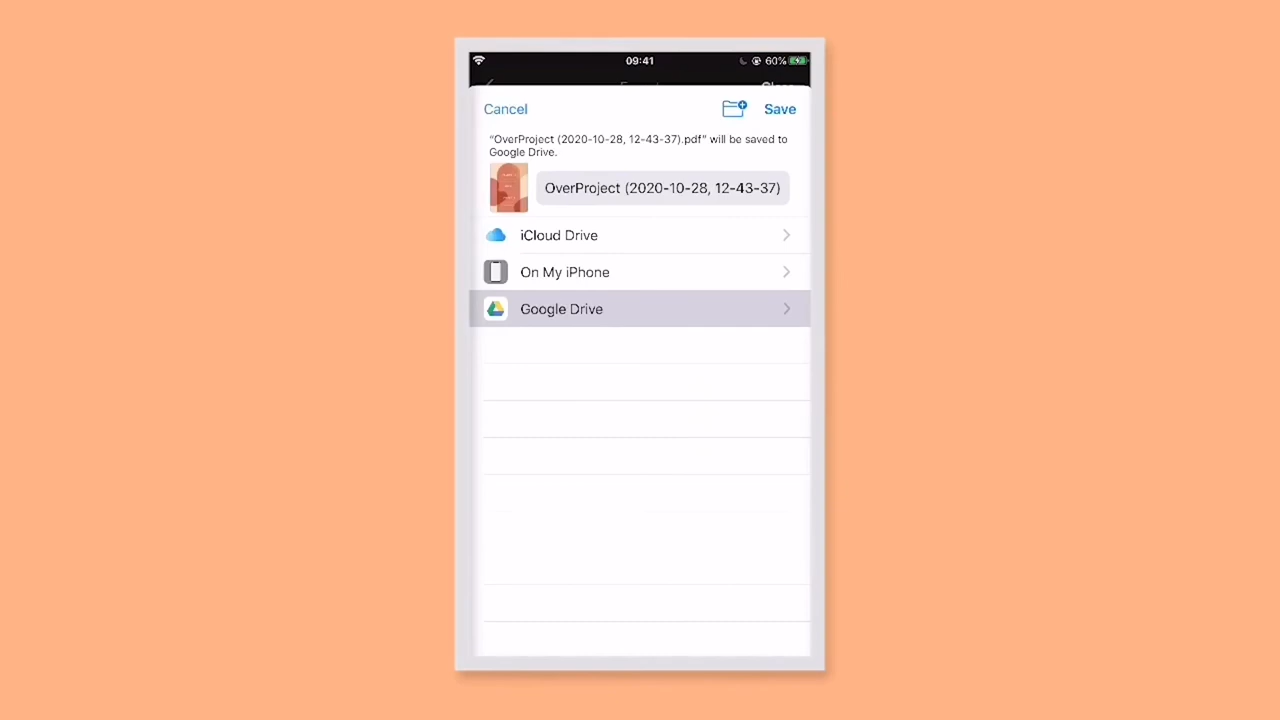 09:41
60%
Cancel
Save
“OverProject (2020-10-28, 12-43-37).pdf” will be saved to
Google Drive.
OverProject (2020-10-28, 12-43-37)
iCloud Drive
On My iPhone
Google Drive